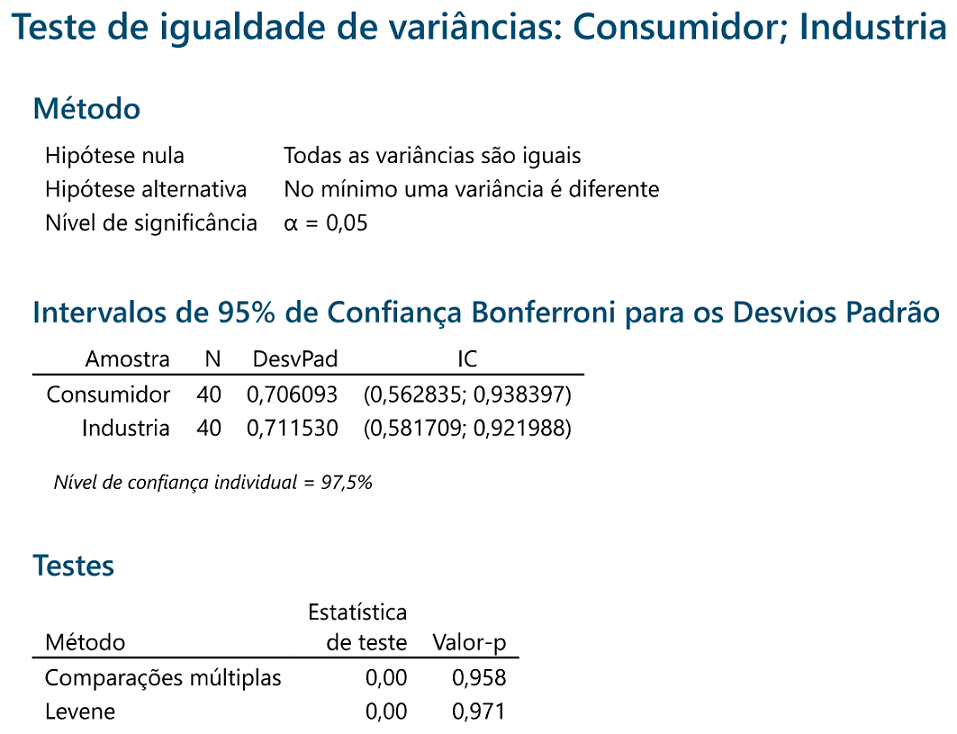 Teste de igualdade de variâncias: Consumidor; Industria
Método
Hipótese nula Todas as variâncias são iguais
Hipótese alternativa No mínimo uma variância é diferente
Nível de significância α = 0,05
Intervalos de 95% de Confiança Bonferroni para os Desvios Padrão
Amostra N DesvPad IC
Consumidor 40 0,706093 (0,562835; 0,938397)
Industria 40 0,711530 (0,581709; 0,921988)
Nível de confiança individual = 97,5%
Testes
Estatística
Método de teste Valor-p
Comparações múltiplas 0,00 0,958
Levene 0,00 0,971